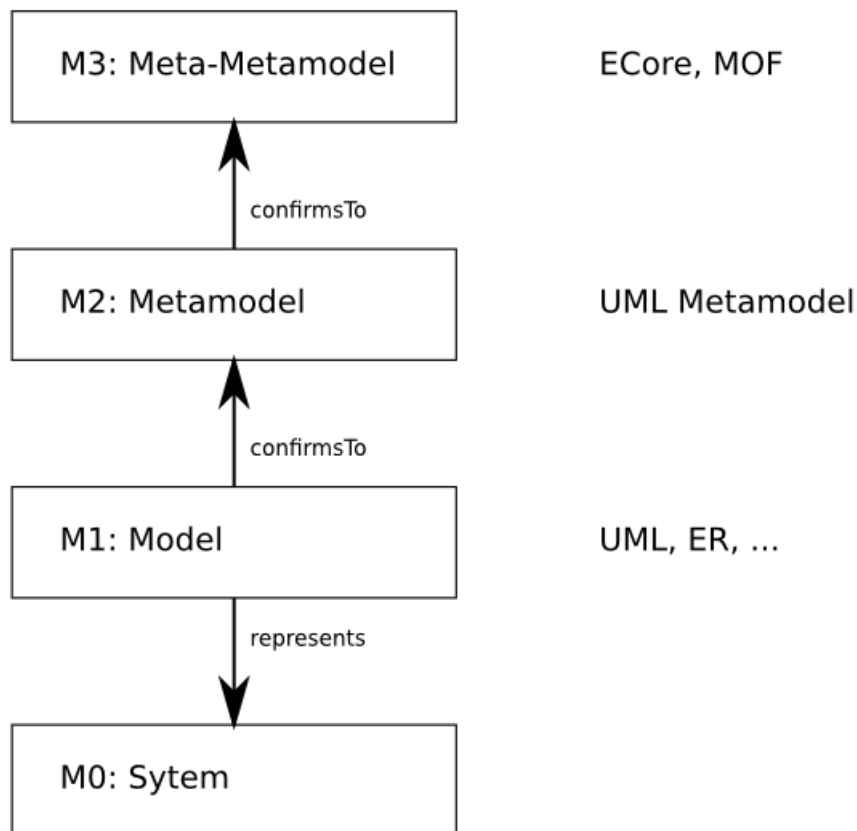 M3: Meta-Metamodel
ECore, MOF
confirmsTo
M2: Metamodel
UML Metamodel
confirmsTo
M1: Model
UML, ER, ...
represents
M0: Sytem